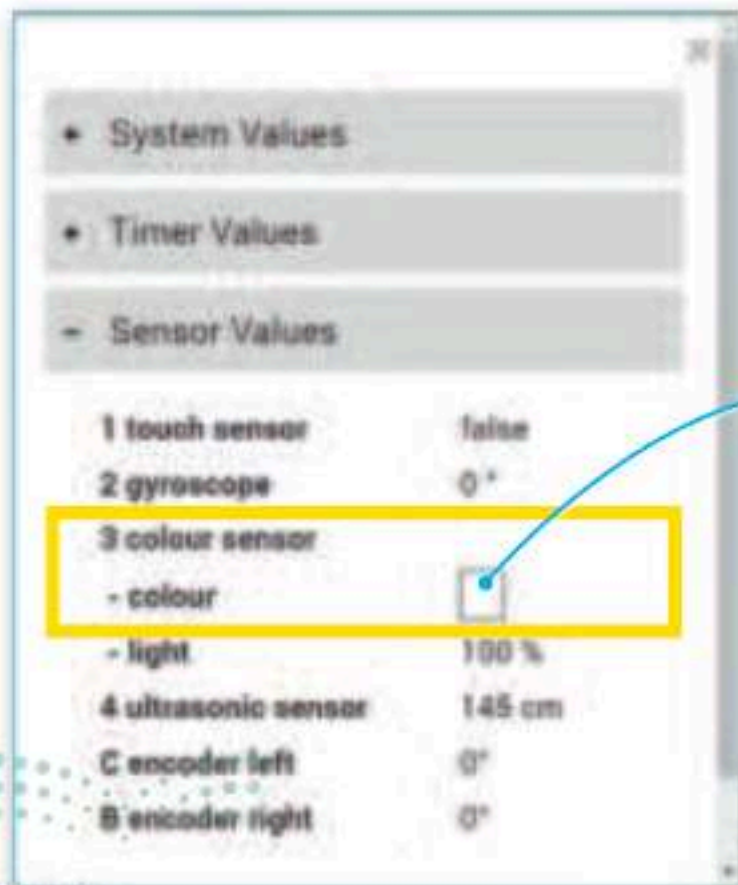 + System Values
+ Timer Values
- Sensor Values
1 touch sensor false
2 gyroscope 0°
3 colour sensor
- colour
- light 100 %
4 ultrasonic sensor 145 cm
C encoder left 0°
B encoder right 0°